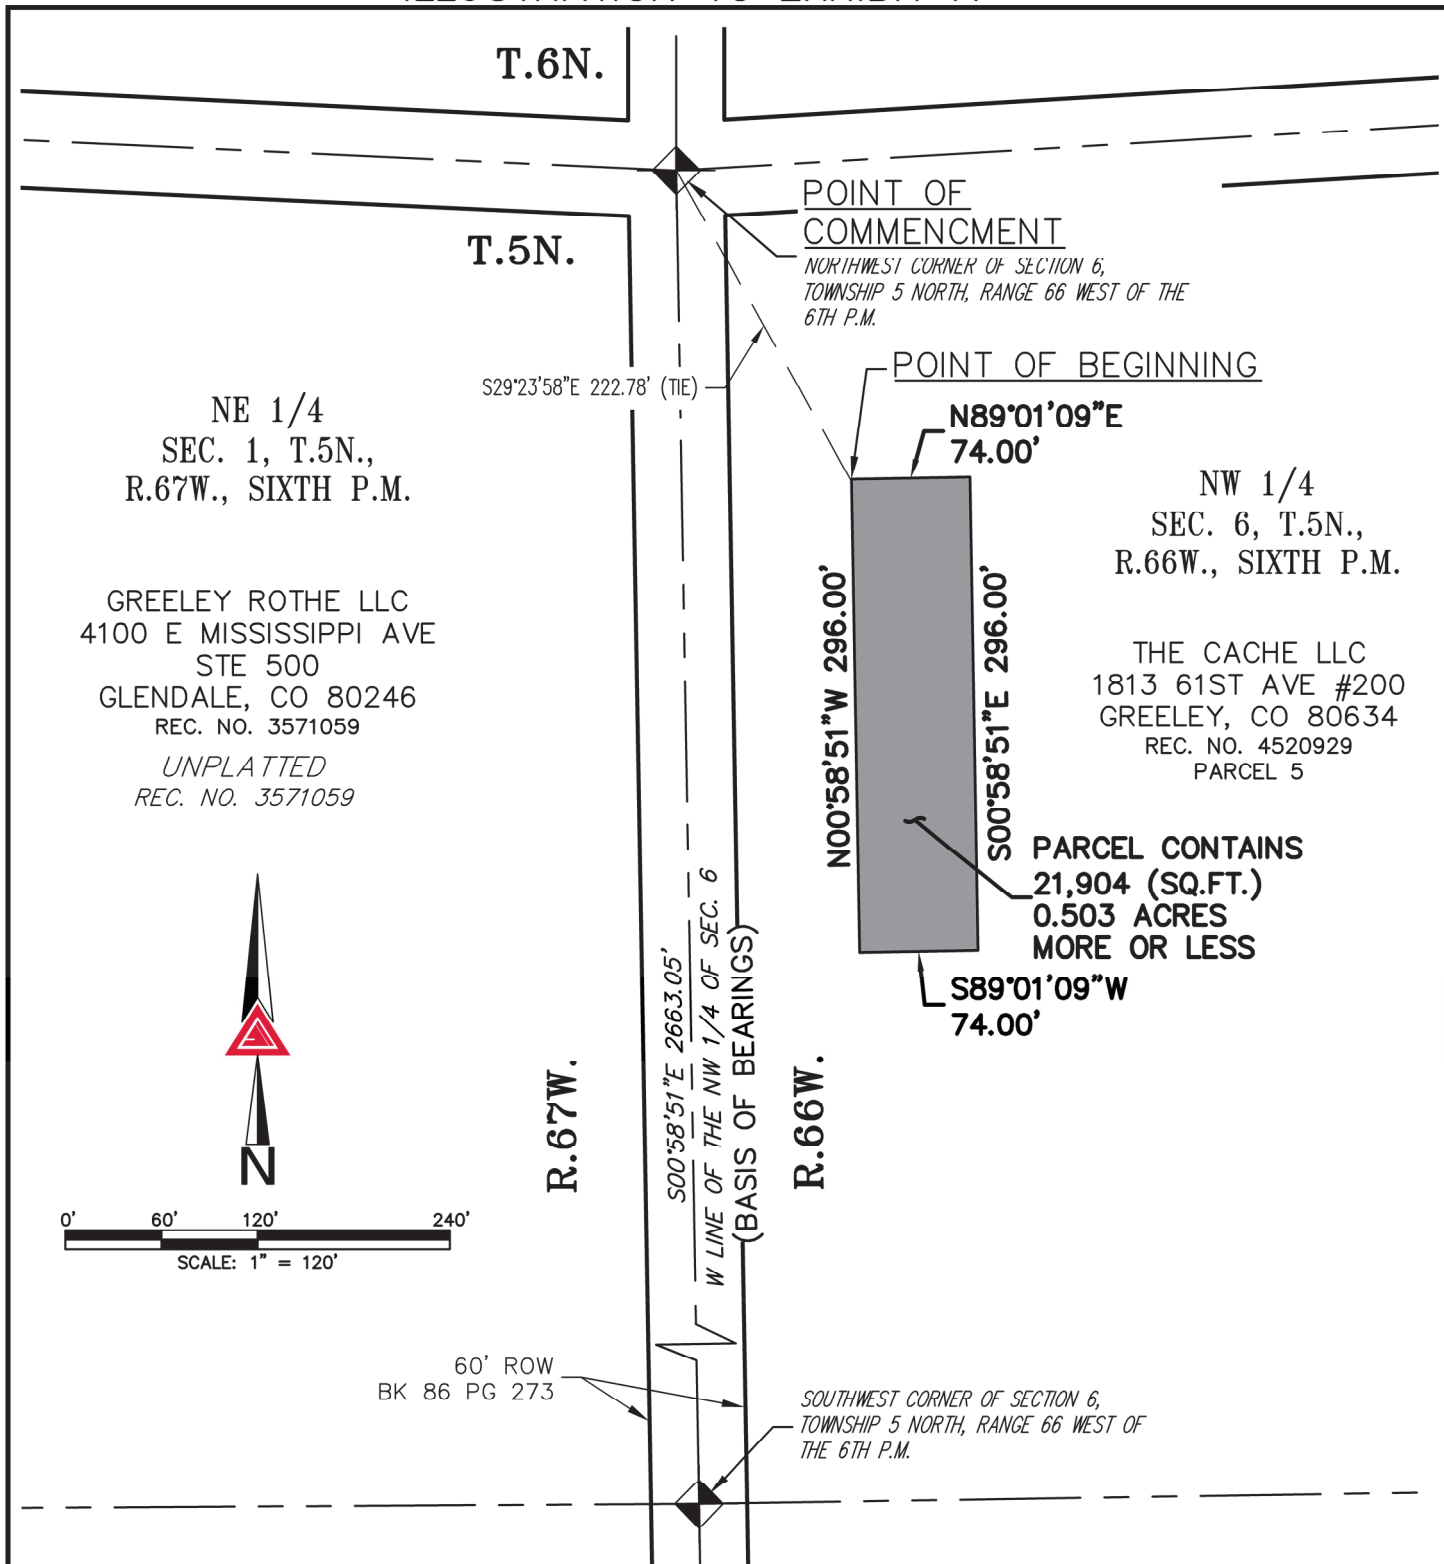 T.6N.
POINT OF
COMMENCMENT
NORTHWEST CORNER OF SECTION 6,
TOWNSHIP 5 NORTH, RANGE 66 WEST OF THE
6TH P.M.
T.5N.
S29°23'58"E 222.78' (TIE)
POINT OF BEGINNING
N89°01'09"E
74.00'
NE 1/4
SEC. 1, T.5N.,
R.67W., SIXTH P.M.
NW 1/4
SEC. 6, T.5N.,
R.66W., SIXTH P.M.
GREELEY ROTHE LLC
4100 E MISSISSIPPI AVE
STE 500
GLENDALE, CO 80246
REC. NO. 3571059
UNPLATTED
REC. NO. 3571059
N00°58'51"W 296.00'
S00°58'51"E 296.00'
THE CACHE LLC
1813 61ST AVE #200
GREELEY, CO 80634
REC. NO. 4520929
PARCEL 5
PARCEL CONTAINS
21,904 (SQ.FT.)
0.503 ACRES
MORE OR LESS
S89°01'09"W
74.00'
S00°58'51"E 2663.05'
W LINE OF THE NW 1/4 OF SEC. 6
(BASIS OF BEARINGS)
R.67W.
R.66W.
N
0' 60' 120' 240'
SCALE: 1" = 120'
60' ROW
BK 86 PG 273
SOUTHWEST CORNER OF SECTION 6,
TOWNSHIP 5 NORTH, RANGE 66 WEST OF
THE 6TH P.M.